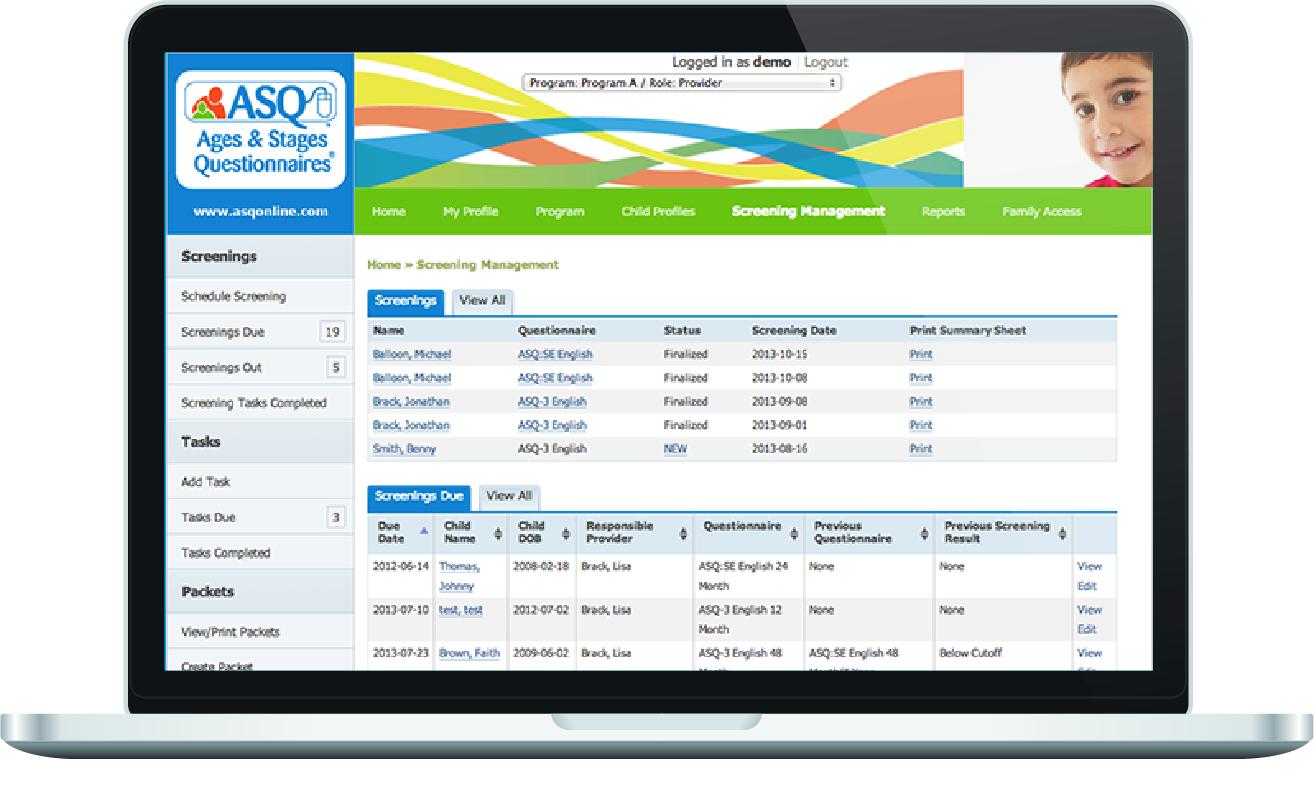 Logged in as demo | Logout
Program: Program A / Role: Provider
ASQ
Ages & Stages
Questionnaires®
www.asqonline.com
Home My Profile Program Child Profiles Screening Management Reports Family Access
Screenings
Schedule Screening
Screenings Due 19
Screenings Out 5
Screening Tasks Completed
Tasks
Add Task
Tasks Due 3
Tasks Completed
Packets
View/Print Packets
Create Packet
Home » Screening Management
Screenings View All
Name Questionnaire Status Screening Date Print Summary Sheet
Balloon, Michael ASQ:SE English Finalized 2013-10-15 Print
Balloon, Michael ASQ:SE English Finalized 2013-10-08 Print
Brack, Jonathan ASQ-3 English Finalized 2013-09-08 Print
Brack, Jonathan ASQ-3 English Finalized 2013-09-01 Print
Smith, Benny ASQ-3 English NEW 2013-08-16 Print
Screenings Due View All
Due Child Child Responsible Questionnaire Previous Previous Screening
Date Name DOB Provider Questionnaire Result
2012-06-14 Thomas, 2008-02-18 Brack, Lisa ASQ:SE English 24 None None View
Johnny Month Edit
2013-07-10 test, test 2012-07-02 Brack, Lisa ASQ-3 English 12 None None View
Month Edit
2013-07-23 Brown, Faith 2009-06-02 Brack, Lisa ASQ-3 English 48 ASQ:SE English 48 Below Cutoff View